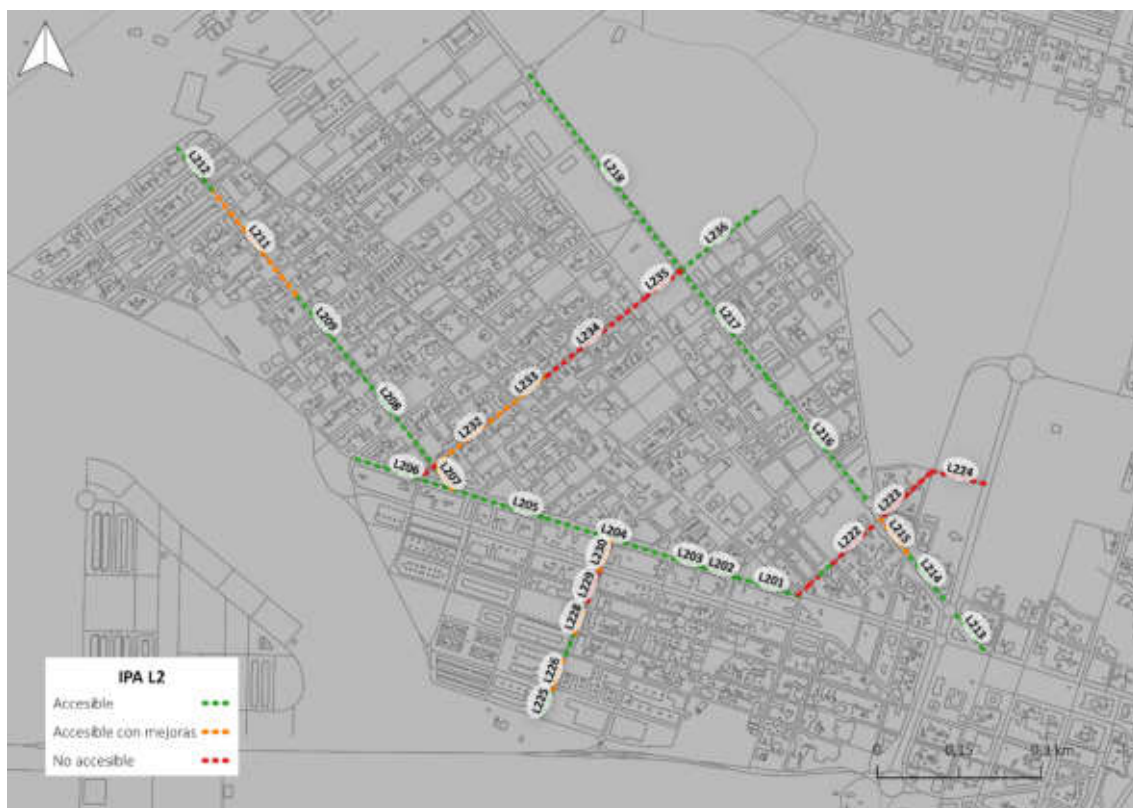 L212
L218
L236
L211
L235
L209
L217
L234
L233
L208
L216
L232
L206
L207
L224
L223
L205
L222
L215
L204
L203
L202
L201
L214
L230
L229
L228
L213
L226
L225
IPA L2
Accesible
Accesible con mejoras
No accesible
0
0,15
0,3 km